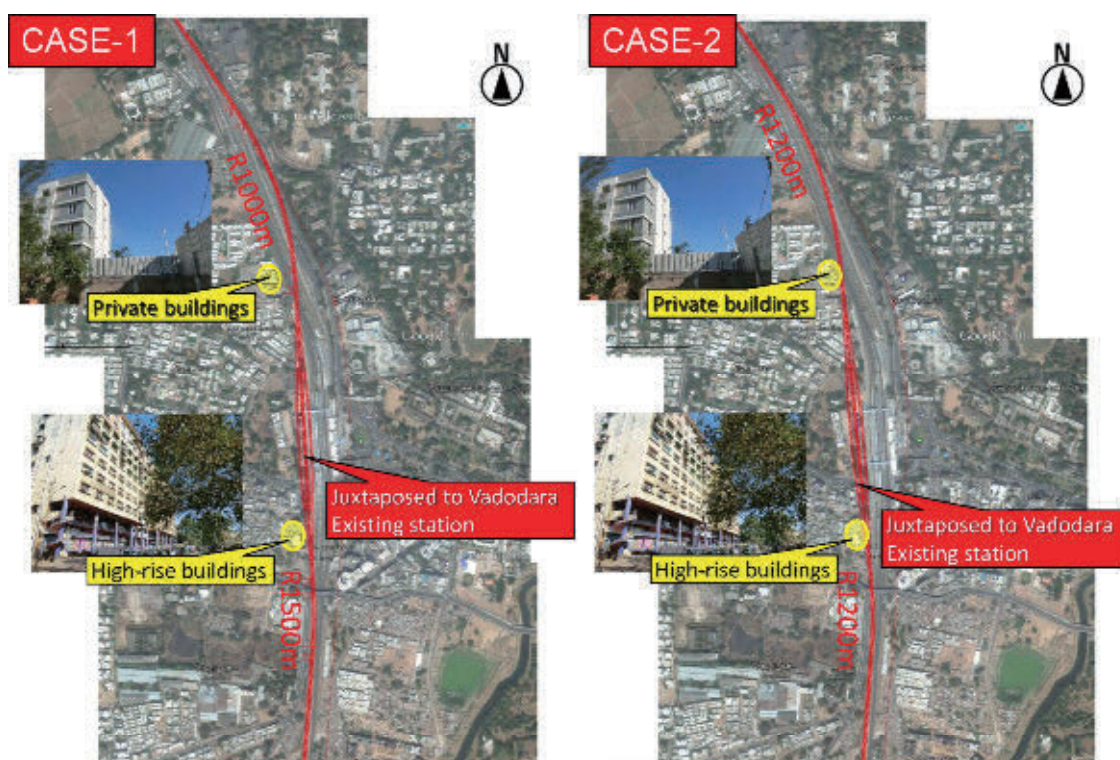 CASE-1
N
R1000m
Private buildings
Juxtaposed to Vadodara
Existing station
High-rise buildings
R1500m
CASE-2
N
R1200m
Private buildings
Juxtaposed to Vadodara
Existing station
High-rise buildings
R1200m